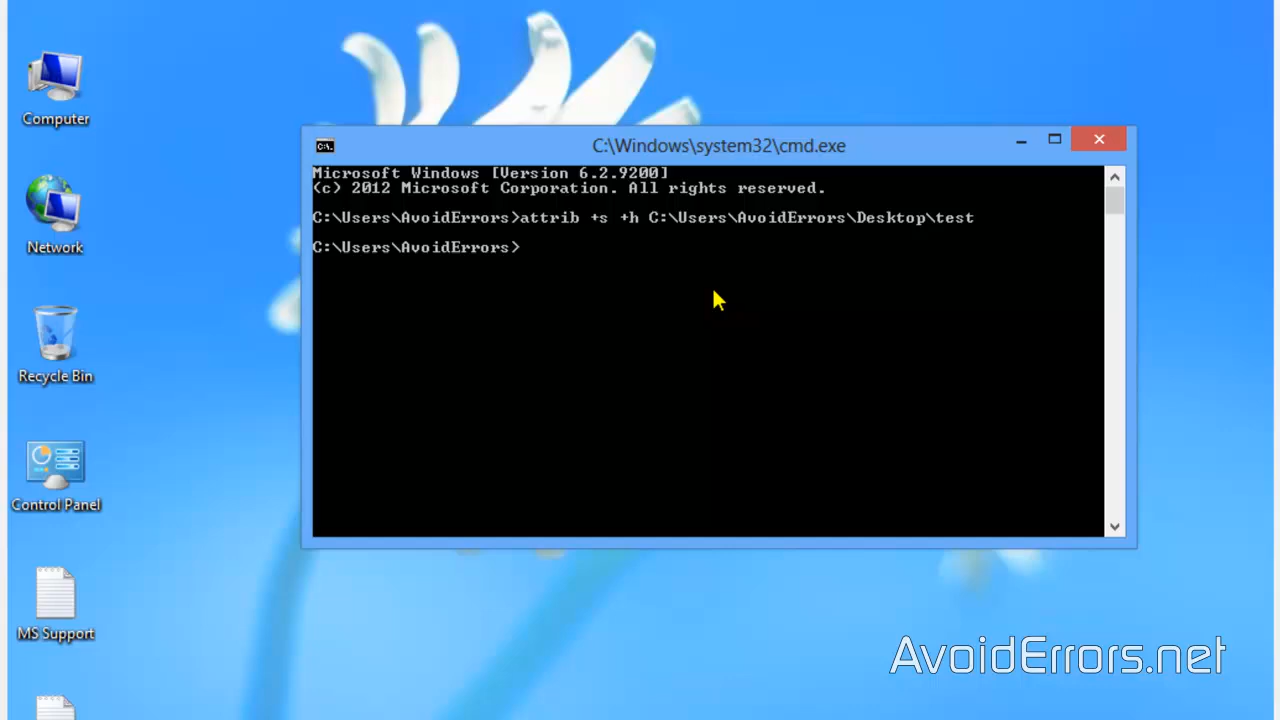 Computer
Network
Recycle Bin
Control Panel
MS Support
C:\Windows\system32\cmd.exe
Microsoft Windows [Version 6.2.9200]
(c) 2012 Microsoft Corporation. All rights reserved.
C:\Users\AvoidErrors>attrib +s +h C:\Users\AvoidErrors\Desktop\test
C:\Users\AvoidErrors>
AvoidErrors.net